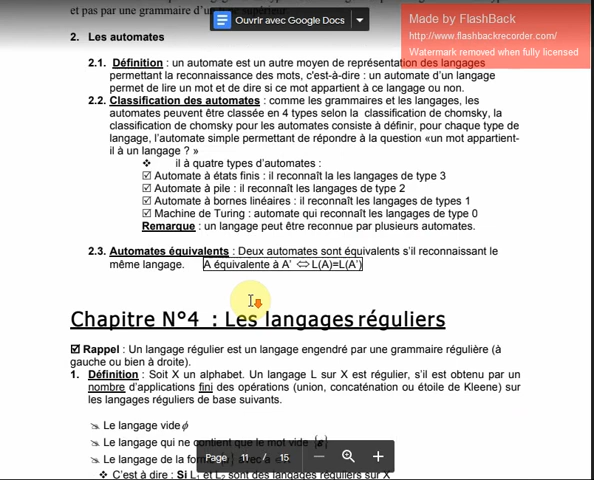 et pas par une grammaire d'un
Ouvrir avec Google Docs
Made by FlashBack
http://www.flashbackrecorder.com/
Watermark removed when fully licensed
2. Les automates
2.1. Définition : un automate est un autre moyen de représentation des langages
permettant la reconnaissance des mots, c'est-à-dire : un automate d'un langage
permet de lire un mot et de dire si ce mot appartient à ce langage ou non.
2.2. Classification des automates : comme les grammaires et les langages, les
automates peuvent être classée en 4 types selon la classification de chomsky, la
classification de chomsky pour les automates consiste à définir, pour chaque type de
langage, l'automate simple permettant de répondre à la question «un mot appartient-
il à un langage ? »
❖ il à quatre types d'automates :
☑ Automate à états finis : il reconnaît la les langages de type 3
☑ Automate à pile : il reconnaît les langages de type 2
☑ Automate à bornes linéaires : il reconnaît les langages de types 1
☑ Machine de Turing : automate qui reconnaît les langages de type 0
Remarque : un langage peut être reconnue par plusieurs automates.
2.3. Automates équivalents : Deux automates sont équivalents s'il reconnaissant le
même langage. A équivalente à A' ⇔ L(A)=L(A')
Chapitre N°4 : Les langages réguliers
☑ Rappel : Un langage régulier est un langage engendré par une grammaire régulière (à
gauche ou bien à droite).
1. Définition : Soit X un alphabet. Un langage L sur X est régulier, s'il est obtenu par un
nombre d'applications fini des opérations (union, concaténation ou étoile de Kleene) sur
les langages réguliers de base suivants.
Le langage vide ϕ
Le langage qui ne contient que le mot vide {ε}
Le langage de la
Page 11 / 15
❖ C'est à dire : Si L₁ et L₂ sont des langages réguliers sur X